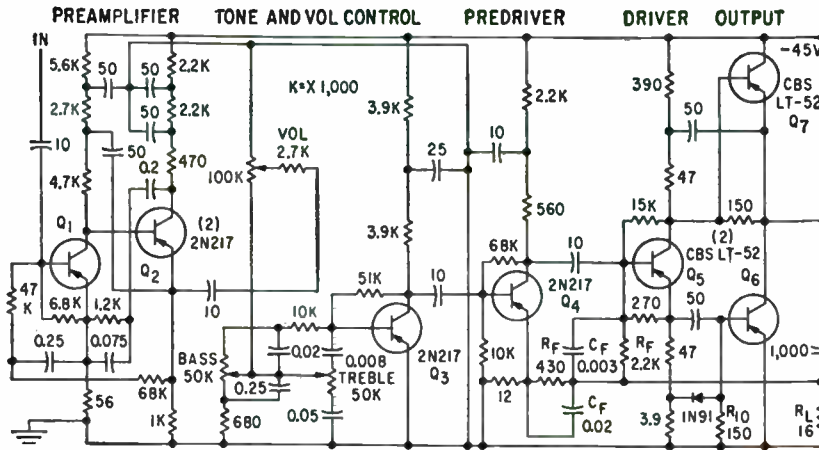 PREAMPLIFIER TONE AND VOL CONTROL PREDRIVER DRIVER OUTPUT
IN
5.6K
50
50
2.2K
K=X 1,000
2.7K
50
2.2K
10
50
0.2
470
4.7K
VOL
2.7K
100K
3.9K
25
10
2.2K
390
50
-45V
CBS
LT-52
Q7
47
560
3.9K
15K
150
Q1
(2)
2N217
Q2
47
K
6.8K
1.2K
0.25
0.075
56
68K
1K
10
51K
10K
BASS
50K
0.02
0.25
680
0.008
TREBLE
50K
0.05
2N217
Q3
10
68K
10K
12
2N217
Q4
10
RF
430
CF
0.003
CF
0.02
RF
2.2K
270
(2)
CBS LT-52
Q5
Q6
50
47
1N91
3.9
R10
150
1,000
RL
16